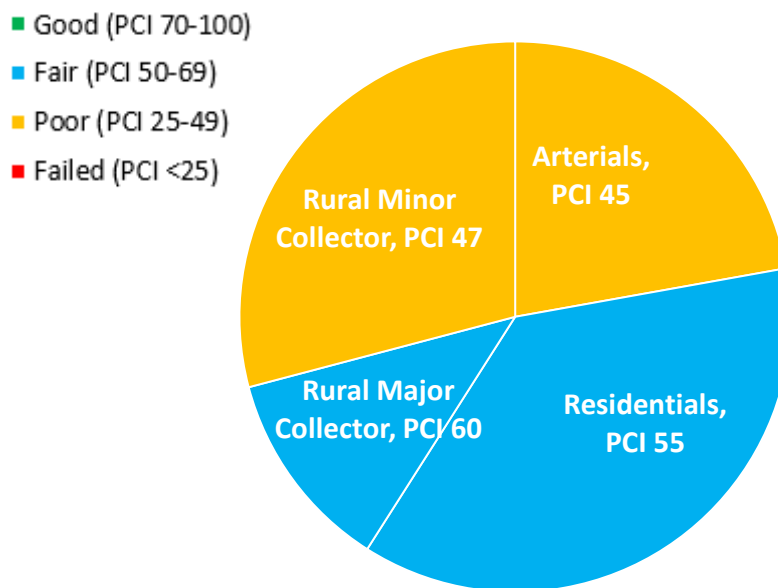 Good (PCI 70-100)
Fair (PCI 50-69)
Poor (PCI 25-49)
Failed (PCI <25)
Arterials,
PCI 45
Rural Minor
Collector, PCI 47
Rural Major
Collector, PCI 60
Residentials,
PCI 55